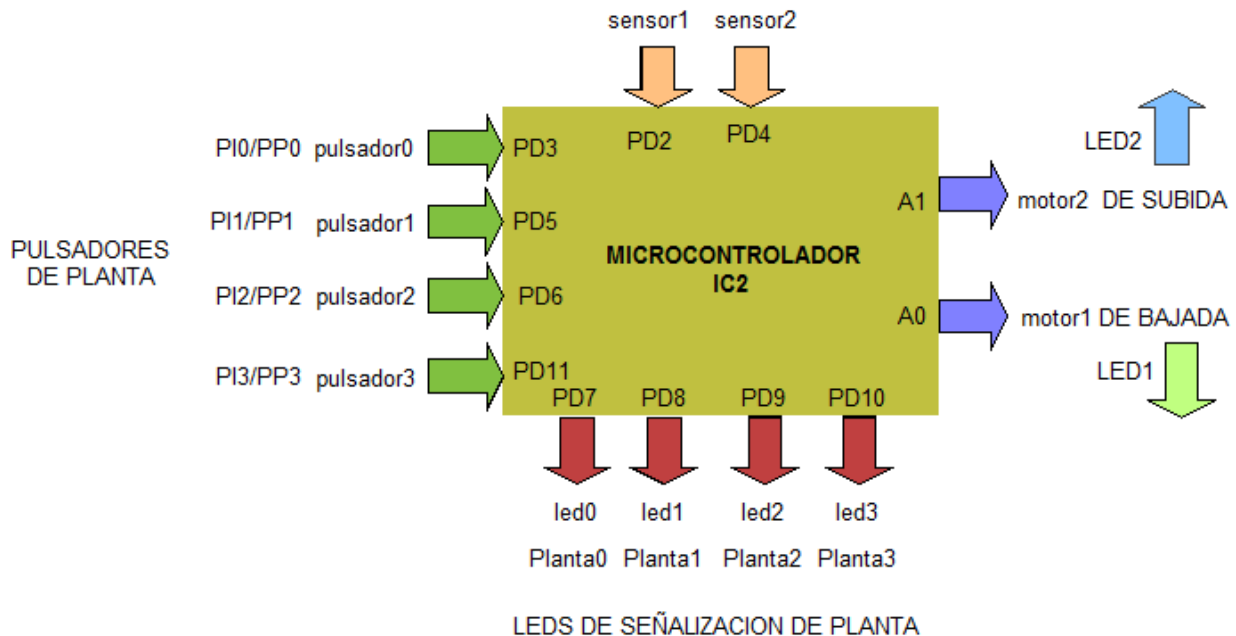 sensor1 sensor2
PD2 PD4
LED2
PI0/PP0 pulsador0 PD3
PI1/PP1 pulsador1 PD5
A1 motor2 DE SUBIDA
PULSADORES
DE PLANTA
MICROCONTROLADOR
IC2
PI2/PP2 pulsador2 PD6
A0 motor1 DE BAJADA
PI3/PP3 pulsador3 PD11
LED1
PD7 PD8 PD9 PD10
led0 led1 led2 led3
Planta0 Planta1 Planta2 Planta3
LEDS DE SEÑALIZACION DE PLANTA